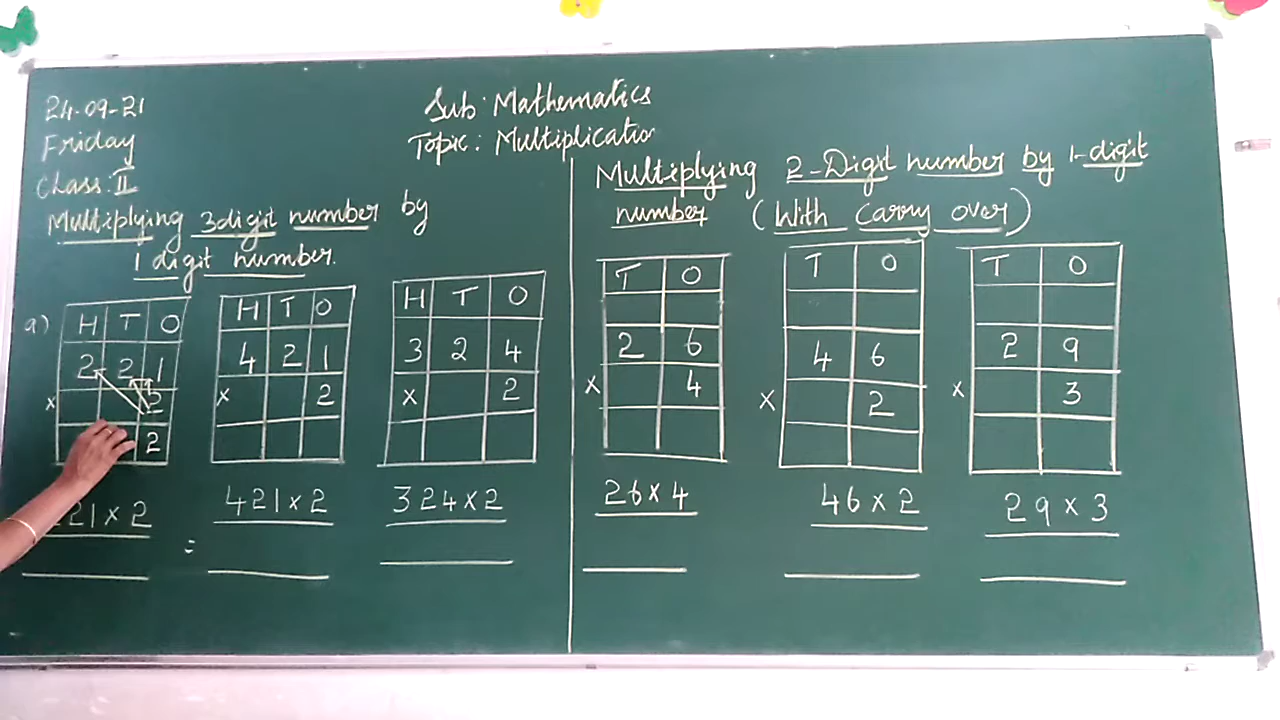 24-09-21
Friday
Class: II
Sub: Mathematics
Topic: Multiplication
Multiplying 3digit number by
1 digit number.
a)
H T O
2 2 1
x 2
2
221 x 2
=
H T O
4 2 1
x 2
421 x 2
H T O
3 2 4
x 2
324 x 2
Multiplying 2-Digit number by 1-digit
number (With carry over)
T O
2 6
x 4
26 x 4
T O
4 6
x 2
46 x 2
T O
2 9
x 3
29 x 3